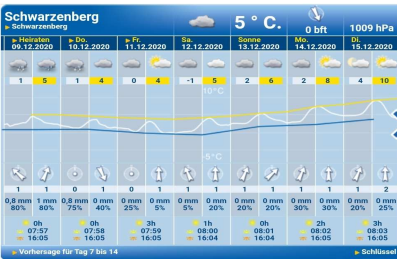 Schwarzenberg
► Schwarzenberg
5 ° C.
0 bft
1009 hPa
► Heiraten ► Do. ► Fr. Sa. Sonne Mo. Di.
09.12.2020 10.12.2020 11.12.2020 12.12.2020 13.12.2020 14.12.2020 15.12.2020
1 5 1 4 0 4 -1 5 2 6 2 8 4 10
10°C
-5°C
1 1 0 1 0 1 1 1 1 1 1 1 1 2
0,8 mm 1 mm 0,8 mm 0 mm 0 mm 0 mm 0 mm 0 mm 0 mm 0 mm 0 mm 0 mm 0 mm 0 mm
80% 80% 75% 40% 25% 5% 5% 20% 20% 20% 30% 30% 20% 25%
0h 0h 3h 1h 0h 2h 3h
07:57 07:58 07:59 08:00 08:01 08:02 08:03
16:05 16:05 16:05 16:04 16:04 16:05 16:05
► Vorhersage für Tag 7 bis 14
► Schlüssel